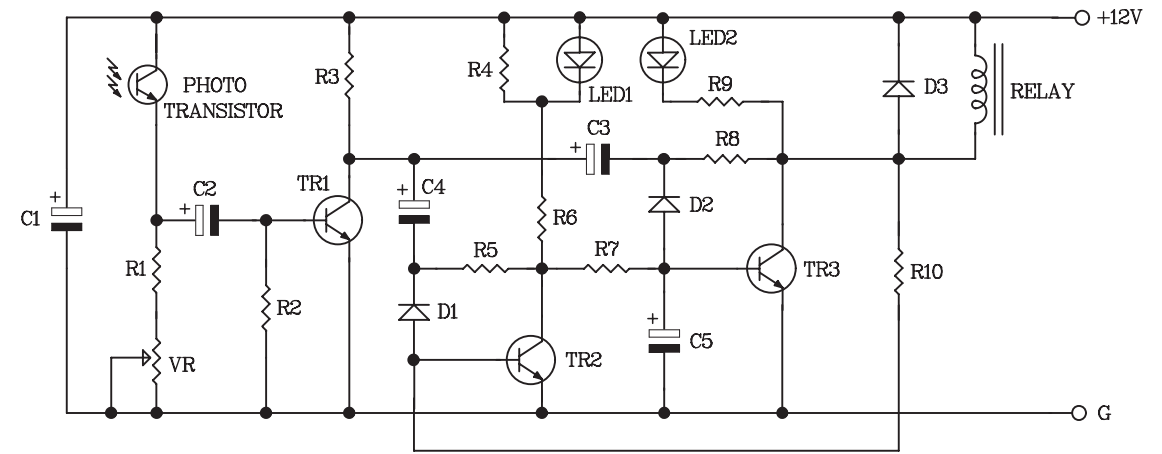 +12V
LED2
R3
R4
PHOTO
TRANSISTOR
LED1
R9
D3
RELAY
C3
R8
+
+
C1
+
C2
TR1
+
C4
R6
D2
R5
R7
TR3
R10
R1
R2
D1
+
C5
VR
TR2
G